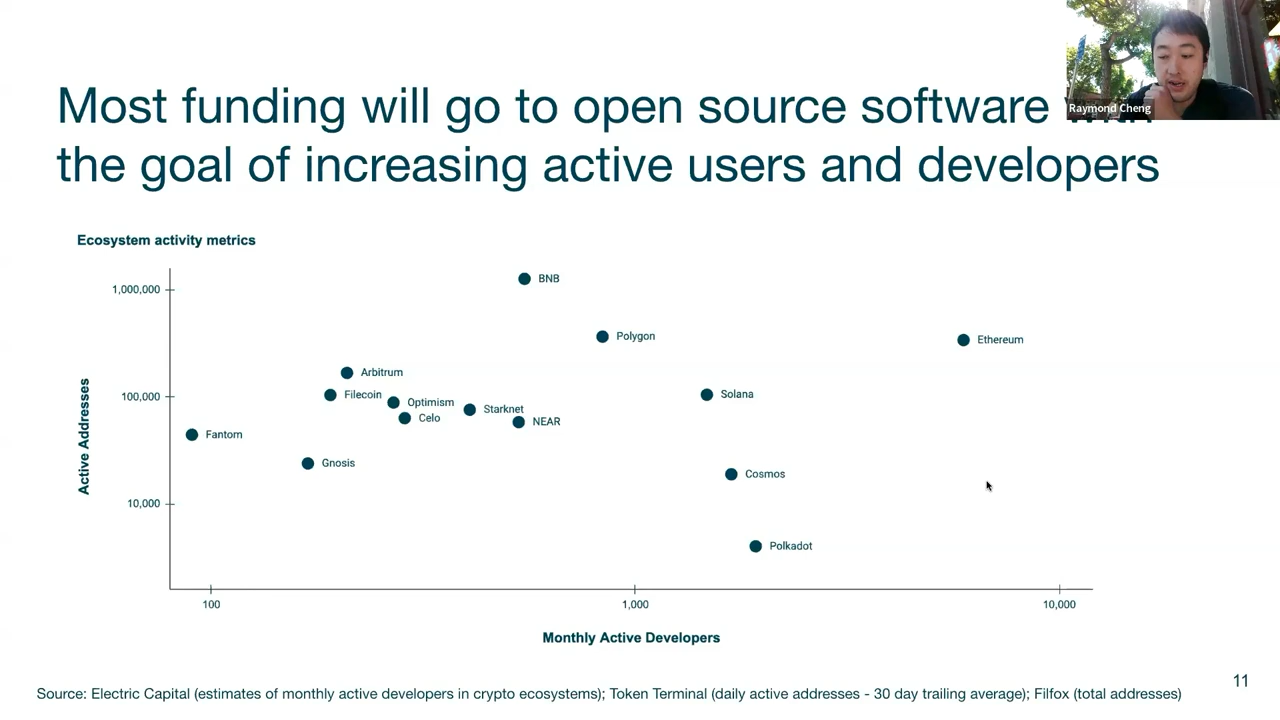 Raymond Cheng
Most funding will go to open source software
the goal of increasing active users and developers
Ecosystem activity metrics
BNB
1,000,000
Polygon
Ethereum
Arbitrum
Filecoin
Solana
100,000
Optimism
Starknet
Celo
NEAR
Fantom
Gnosis
Cosmos
10,000
Polkadot
Active Addresses
100
1,000
10,000
Monthly Active Developers
11
Source: Electric Capital (estimates of monthly active developers in crypto ecosystems); Token Terminal (daily active addresses - 30 day trailing average); Filfox (total addresses)